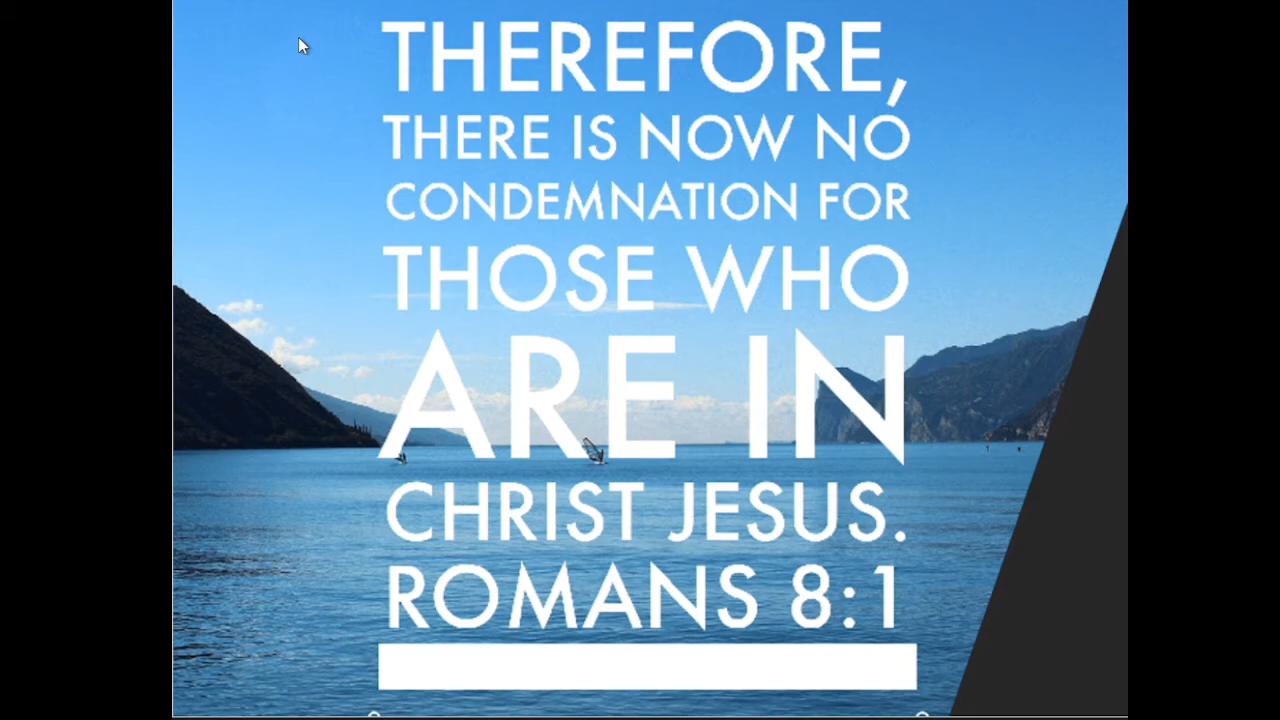 THEREFORE,
THERE IS NOW NO
CONDEMNATION FOR
THOSE WHO
ARE IN
CHRIST JESUS.
ROMANS 8:1